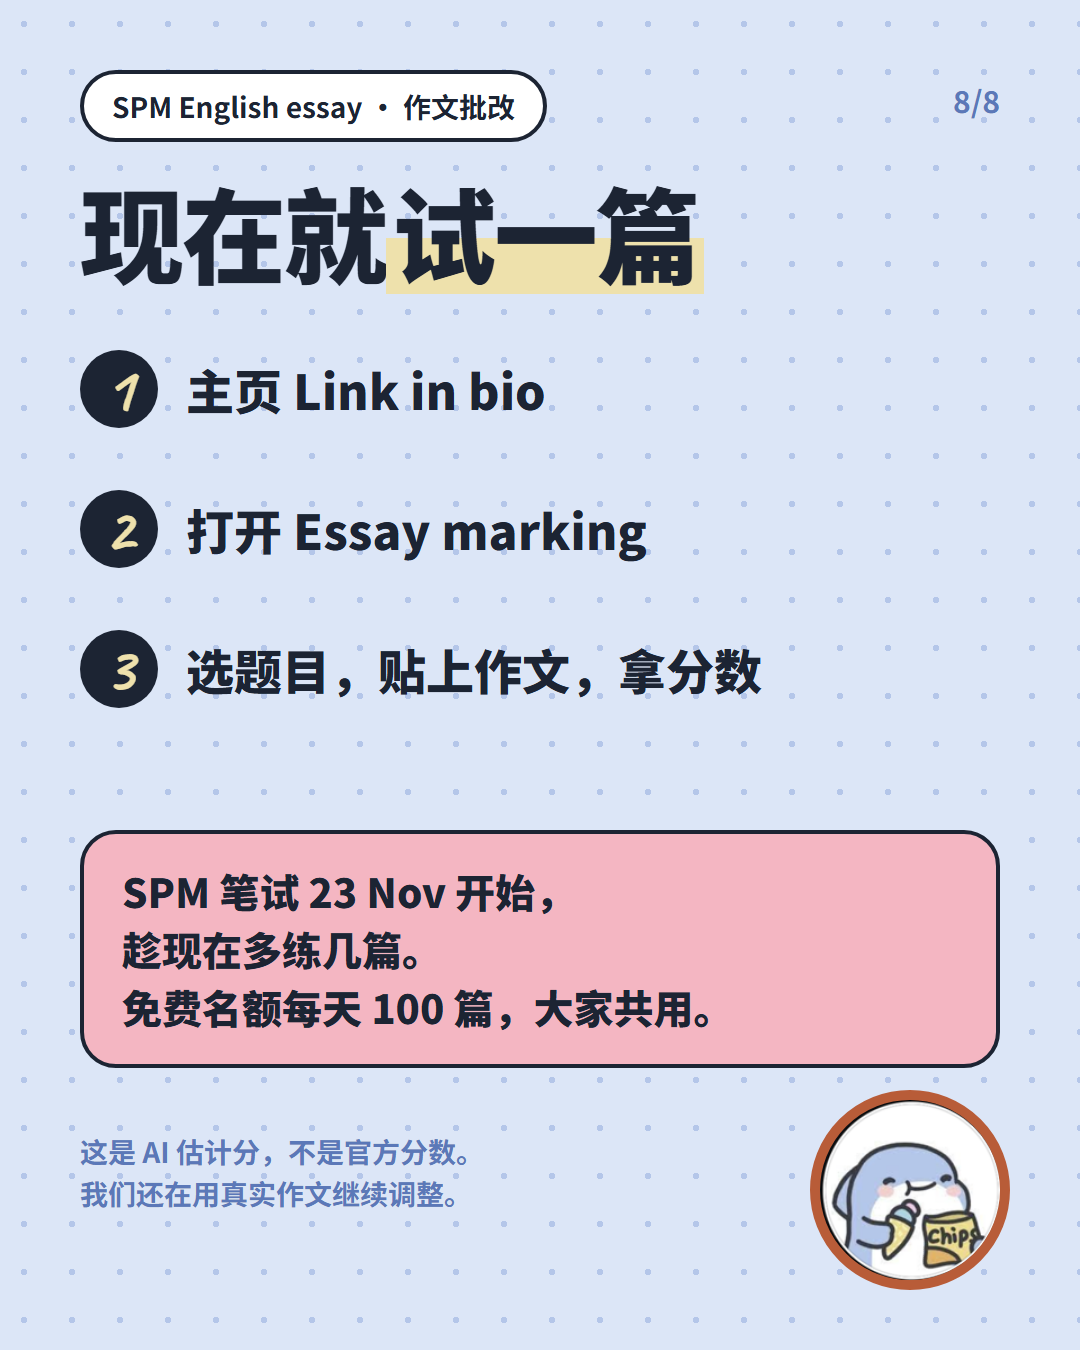 SPM English essay · 作文批改
8/8
现在就试一篇
1 主页 Link in bio
2 打开 Essay marking
3 选题目，贴上作文，拿分数
SPM 笔试 23 Nov 开始，
趁现在多练几篇。
免费名额每天 100 篇，大家共用。
这是 AI 估计分，不是官方分数。
我们还在用真实作文继续调整。
Chips